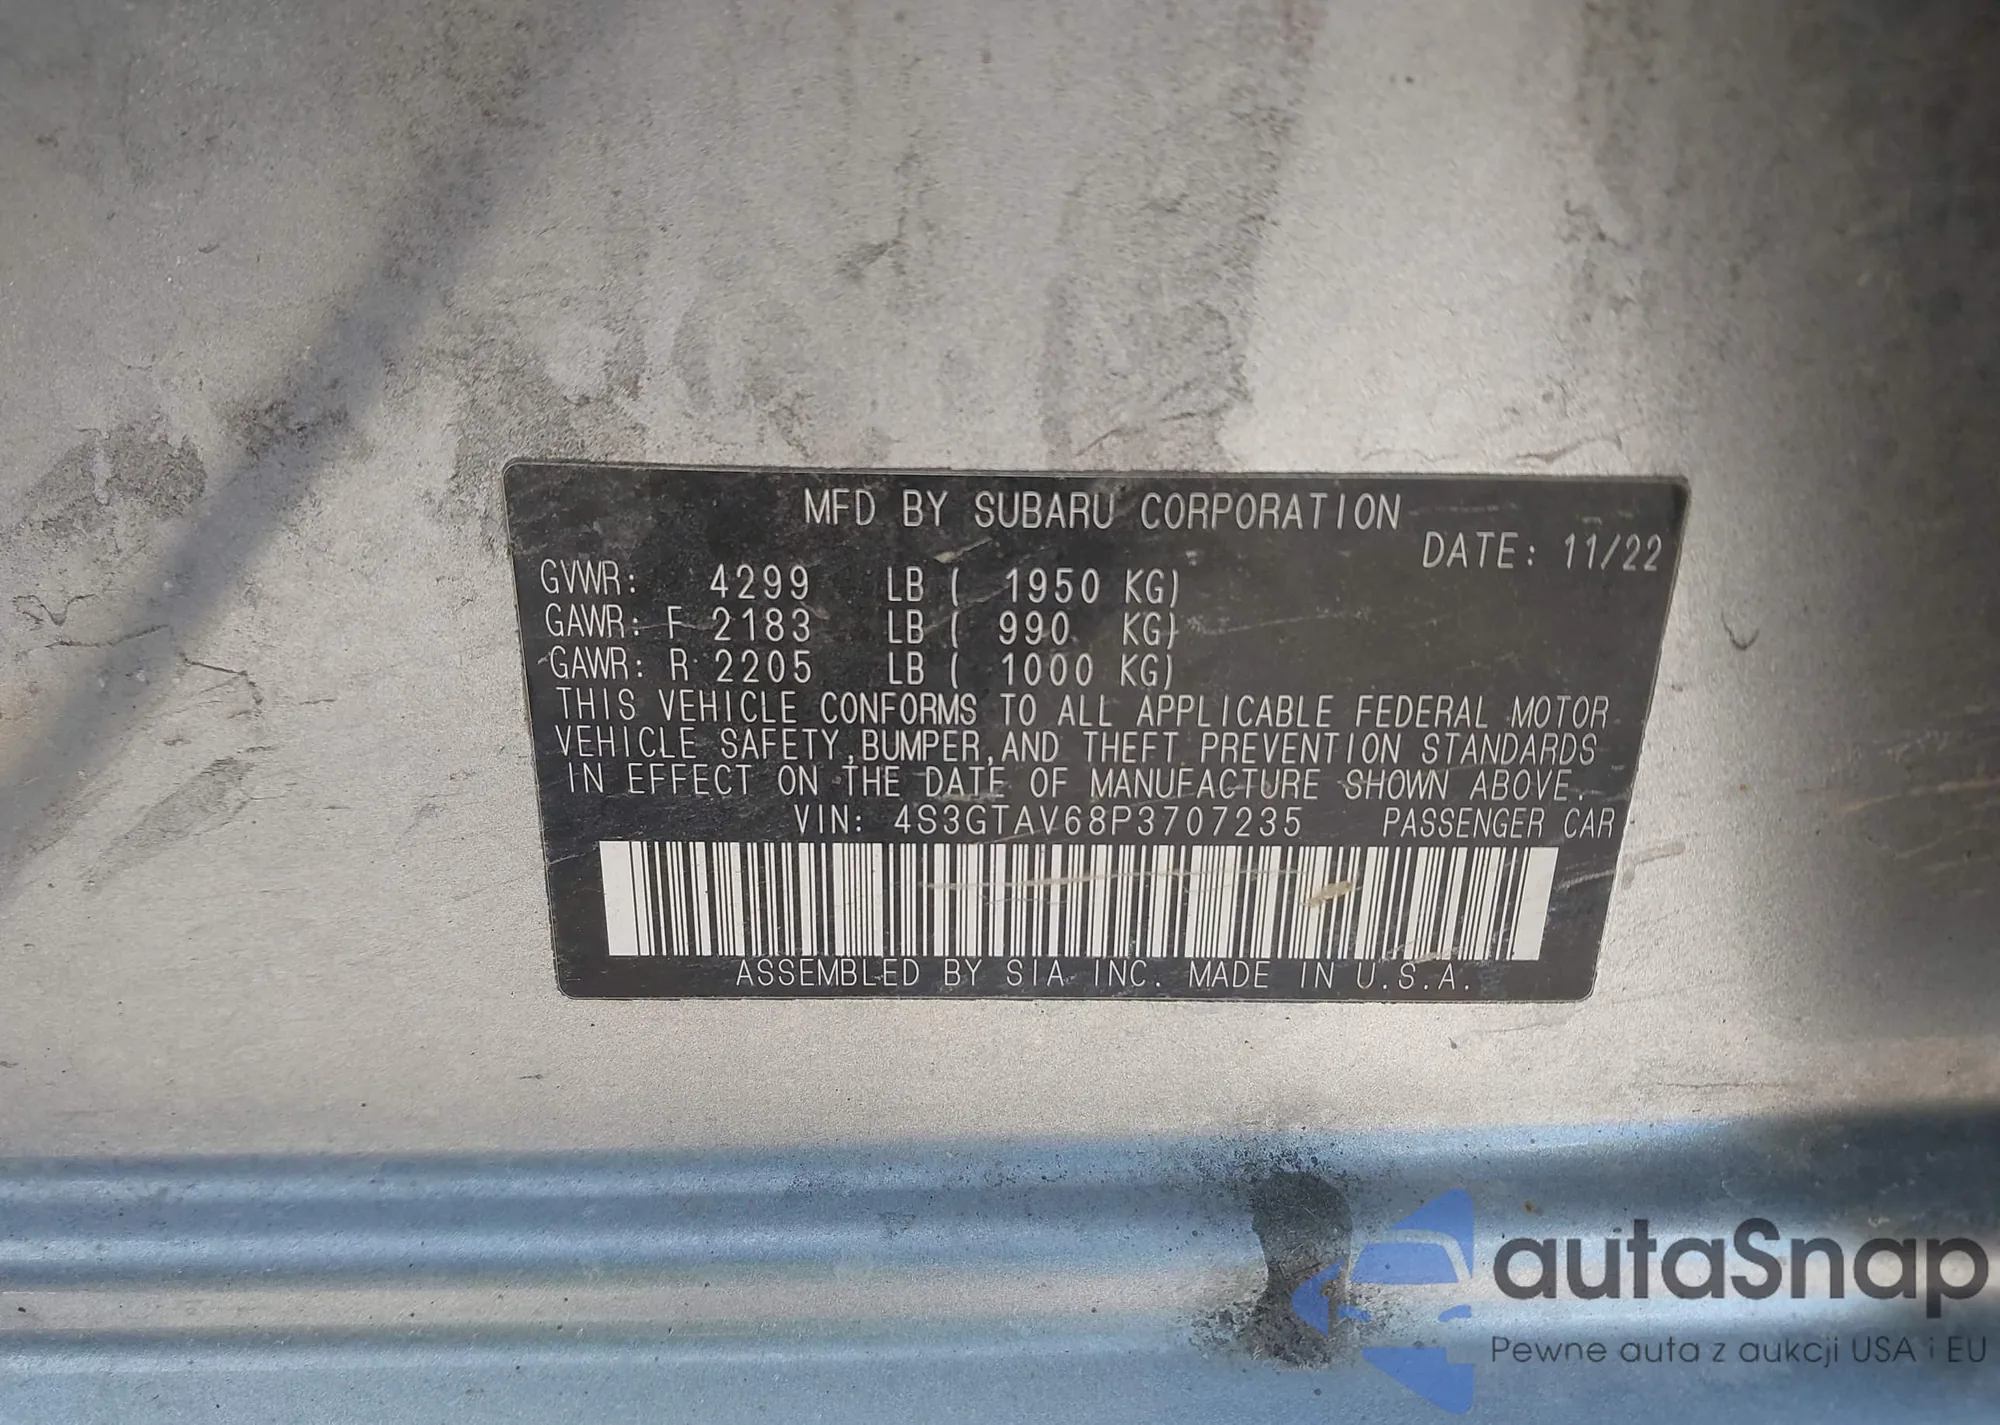 MFD BY SUBARU CORPORATION
DATE: 11/22
GVWR: 4299 LB ( 1950 KG)
GAWR: F 2183 LB ( 990 KG)
GAWR: R 2205 LB ( 1000 KG)
THIS VEHICLE CONFORMS TO ALL APPLICABLE FEDERAL MOTOR
VEHICLE SAFETY,BUMPER,AND THEFT PREVENTION STANDARDS
IN EFFECT ON THE DATE OF MANUFACTURE SHOWN ABOVE.
VIN: 4S3GTAV68P3707235 PASSENGER CAR
ASSEMBLED BY SIA INC. MADE IN U.S.A.
autaSnap
Pewne auta z aukcji USA i EU